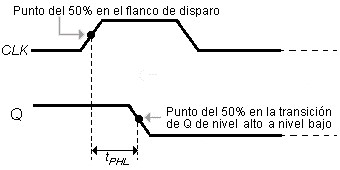 Punto del 50% en el flanco de disparo
CLK
Q
Punto del 50% en la transición
de Q de nivel alto a nivel bajo
tPHL